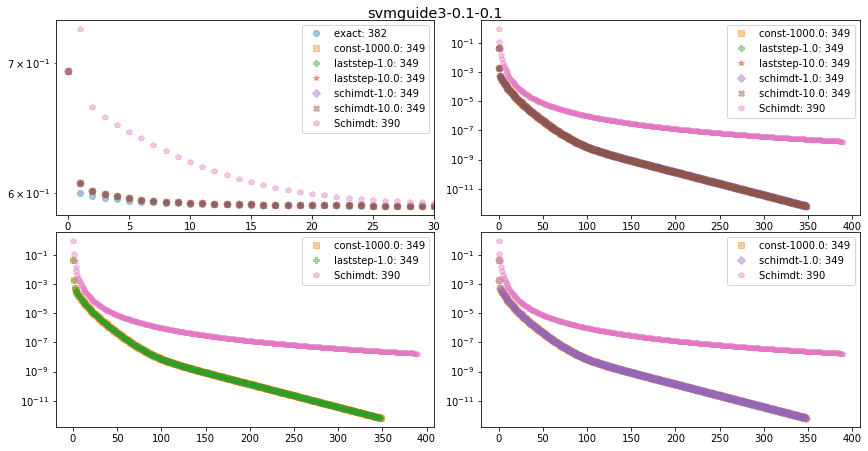 svmguide3-0.1-0.1
7×10⁻¹
6×10⁻¹
0 5 10 15 20 25 30
exact: 382
const-1000.0: 349
laststep-1.0: 349
laststep-10.0: 349
schimdt-1.0: 349
schimdt-10.0: 349
Schimdt: 390
10⁻¹
10⁻³
10⁻⁵
10⁻⁷
10⁻⁹
10⁻¹¹
0 50 100 150 200 250 300 350 400
const-1000.0: 349
laststep-1.0: 349
laststep-10.0: 349
schimdt-1.0: 349
schimdt-10.0: 349
Schimdt: 390
10⁻¹
10⁻³
10⁻⁵
10⁻⁷
10⁻⁹
10⁻¹¹
0 50 100 150 200 250 300 350 400
const-1000.0: 349
laststep-1.0: 349
Schimdt: 390
10⁻¹
10⁻³
10⁻⁵
10⁻⁷
10⁻⁹
10⁻¹¹
0 50 100 150 200 250 300 350 400
const-1000.0: 349
schimdt-1.0: 349
Schimdt: 390